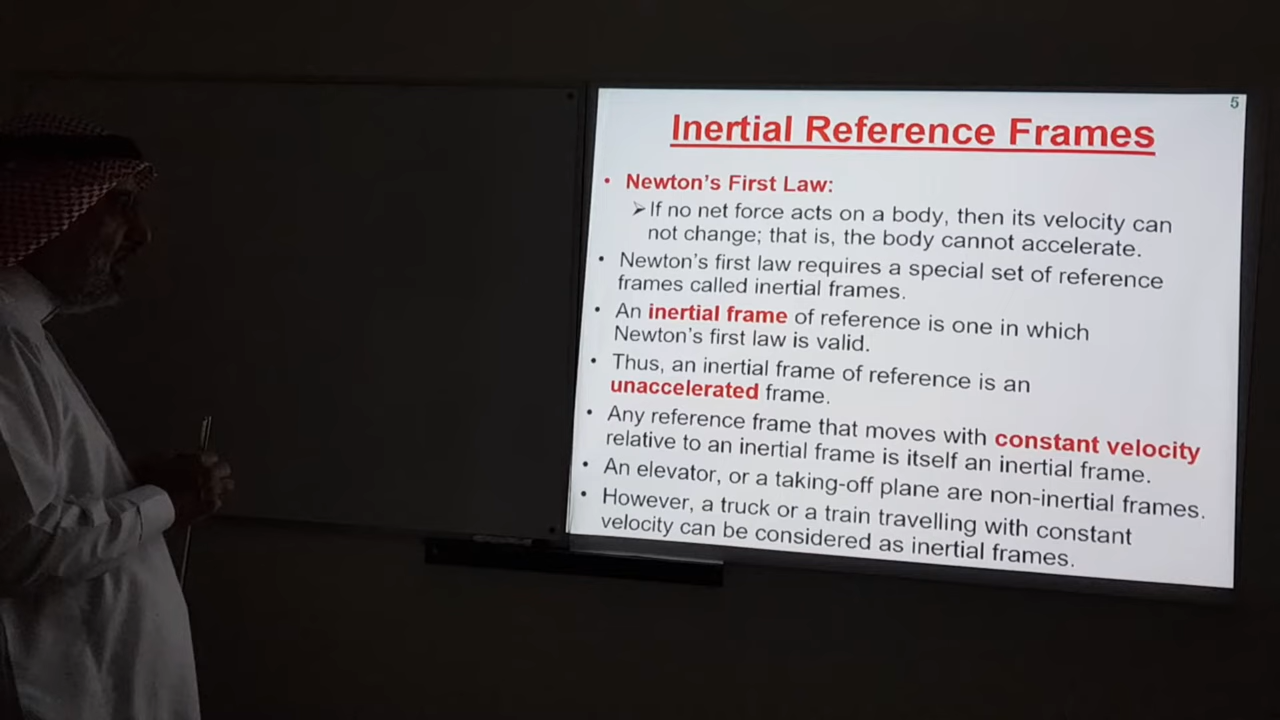 5
Inertial Reference Frames
• Newton's First Law:
➢If no net force acts on a body, then its velocity can
not change; that is, the body cannot accelerate.
• Newton's first law requires a special set of reference
frames called inertial frames.
• An inertial frame of reference is one in which
Newton's first law is valid.
• Thus, an inertial frame of reference is an
unaccelerated frame.
• Any reference frame that moves with constant velocity
relative to an inertial frame is itself an inertial frame.
• An elevator, or a taking-off plane are non-inertial frames.
• However, a truck or a train travelling with constant
velocity can be considered as inertial frames.